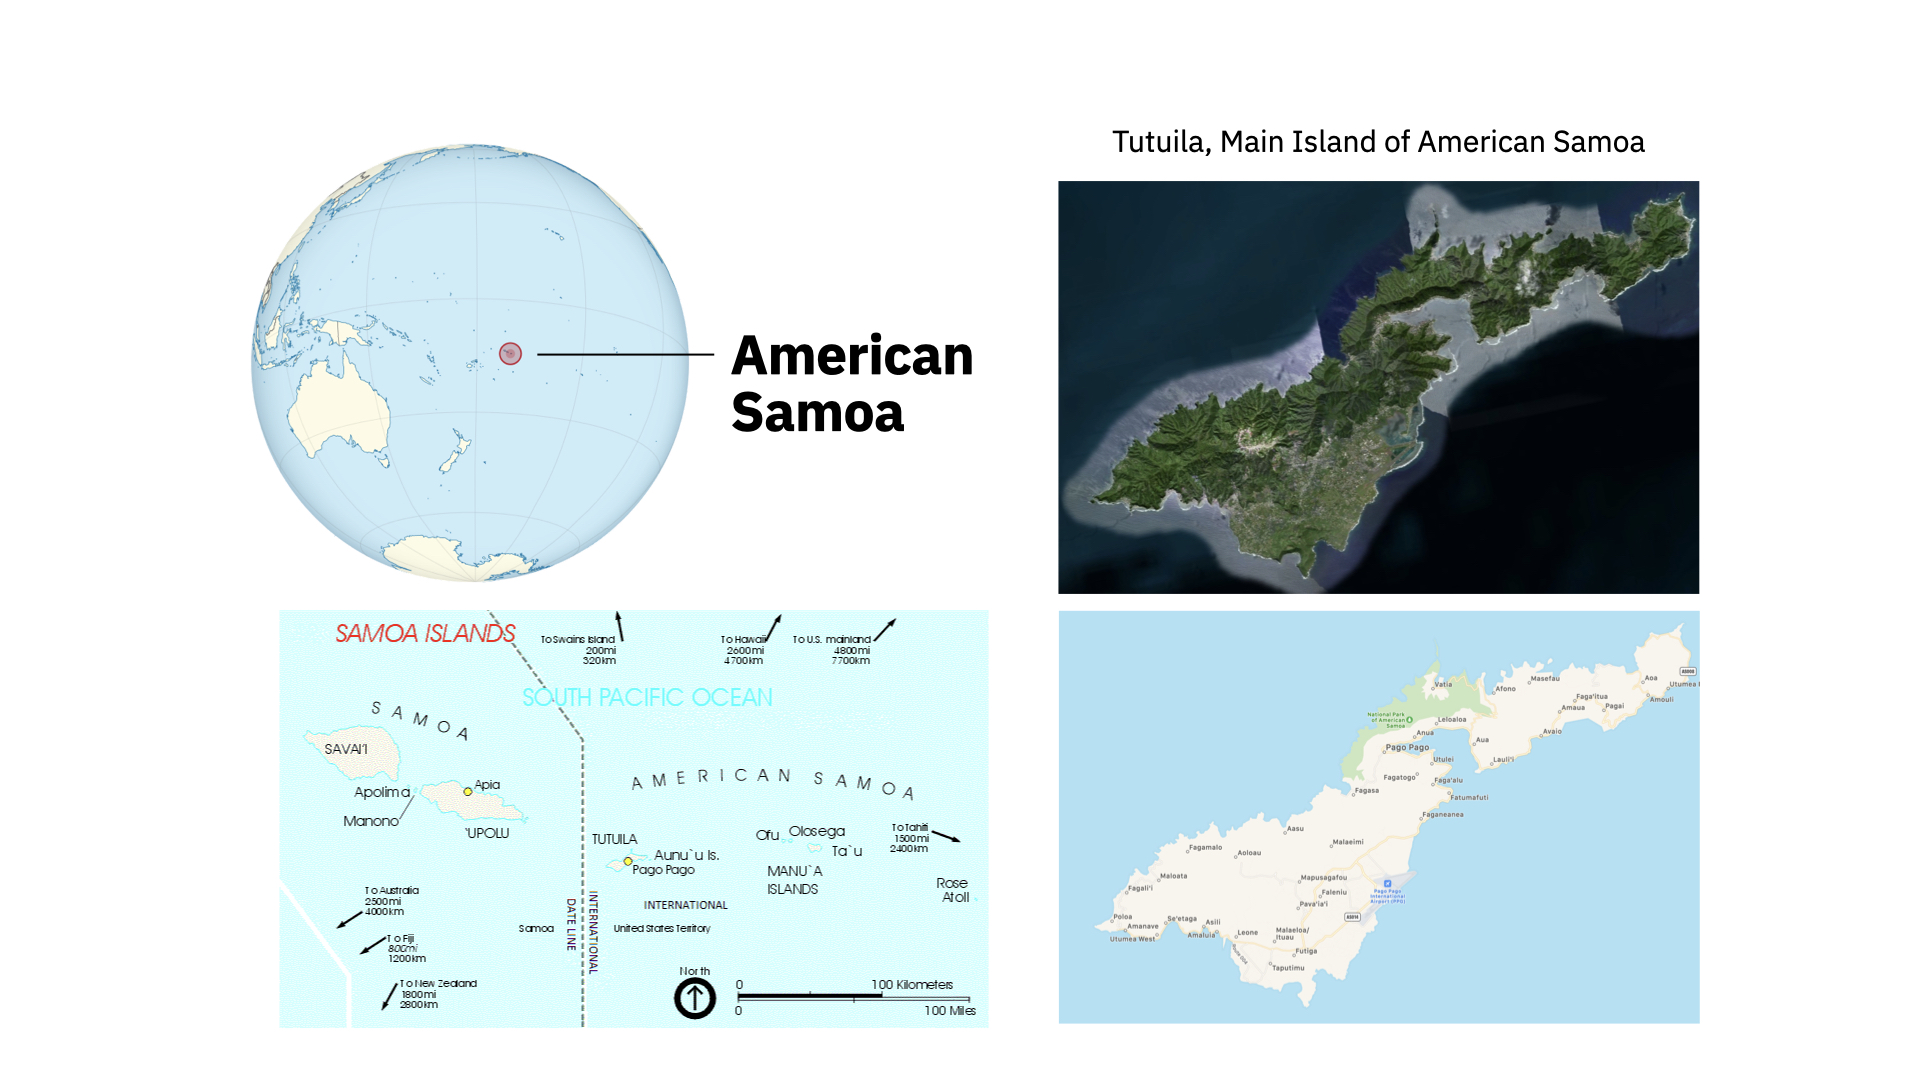 Tutuila, Main Island of American Samoa
American
Samoa
SAMOA ISLANDS
To Swains Island
200mi
320km
To Hawaii
2600mi
4700km
To U.S. mainland
4800mi
7700km
SOUTH PACIFIC OCEAN
SAMOA
SAVAI'I
Apia
Apolima
Manono
'UPOLU
AMERICAN SAMOA
TUTUILA
Aunu`u Is.
Pago Pago
Ofu
Olosega
Ta`u
MANU`A
ISLANDS
To Tahiti
1500mi
2400km
Rose
Atoll
To Australia
2500mi
4000km
To Fiji
800mi
1200km
To New Zealand
1800mi
2800km
Samoa
DATE LINE
INTERNATIONAL
INTERNATIONAL
United States Territory
North
0
100 Kilometers
0
100 Miles
Vatia
Afono
Masefau
Aoa
Utumea
Amouli
Faga'itua
Amaua
Pagai
National Park
of American
Samoa
Leloaloa
Anua
Pago Pago
Aua
Avaio
Utulei
Lauli'i
Fagatogo
Faga'alu
Fagasa
Fatumafuti
Faganeanea
Aasu
Malaeimi
Fagamalo
Aoloau
Maloata
Mapusagafou
Pago Pago
International
Airport (PPG)
Fagali'i
Faleniu
Pava'ia'i
Poloa
Se'etaga
Asili
Amanave
Utumea West
Amaluia
Leone
Malaeloa/
Ituau
Futiga
Taputimu